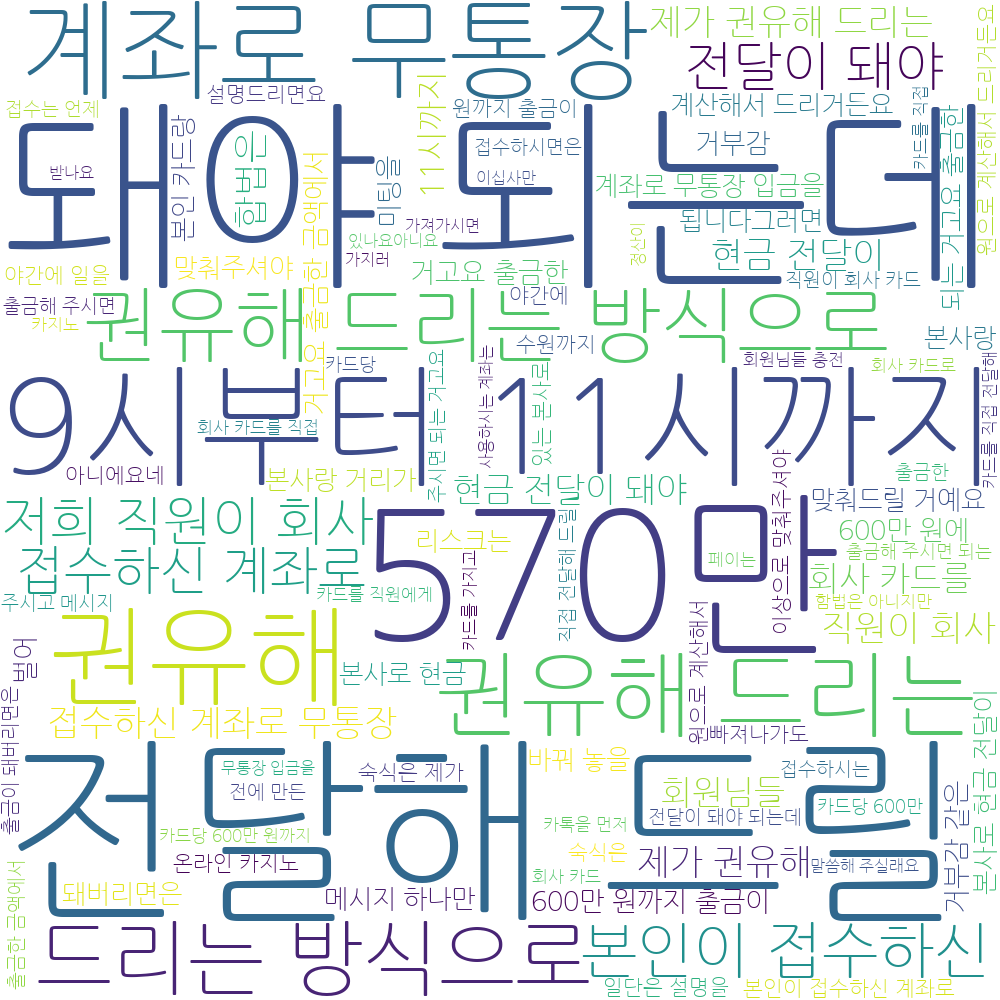 계좌로 무통장
제가 권유해 드리는
전달이 돼야
접수는 언제
설명드리면요
원까지 출금이
계산해서 드리거든요
돼야 되는데
받나요
본인 카드랑
합법은
금액에서
미팅을
11시까지
접수하시면은
이십사만
거부감
카드를 직접
계좌로 무통장 입금을
됩니다그러면
가져가시면
있나요아니요
가지러
정산이
현금 전달이
야간에 일을
맞춰주셔야
거고요 출금한
직원이 회사 카드
출금해 주시면
야간에
카지노
되는 거고요 출금한
원으로 계산해서 드리거든요
권유해 드리는 방식으로
거고요 출금한
수원까지
본사랑
카드당
회원님들 충전
회사 카드로
9시부터 11시까지
회사 카드를 직접
주시면 되는 거고요
사용하시는 계좌는
있는 본사로
카드를 직접 전달해
아니에요네
본사랑 거리가
현금 전달이 돼야
출금한
맞춰드릴 거예요
저희 직원이 회사
570만
리스크는
600만 원에
출금해 주시면 되는
접수하신 계좌로
페이는
이상으로 맞춰주셔야
회사 카드를
주시고 메시지
카드를 직원에게
카드를 가지고
직접 전달해 드릴
합법은 아니지만
권유해
직원이 회사
벌어
본사로 현금
권유해 드리는
원으로 계산해서
출금이 돼버리면은
접수하신 계좌로 무통장
빠져나가도
본사로 현금 전달이
전달해 드릴
무통장 입금을
숙식은 제가
바꿔 놓을
접수하시는
전에 만든
회원님들
카드당 600만
거부감 같은
카드당 600만 원까지
카톡을 먼저
전달이 돼야 되는데
온라인 카지노
숙식은
제가 권유해
말씀해 주실래요
출금한 금액에서
돼버리면은
메시지 하나만
회사 카드
600만 원까지 출금이
드리는 방식으로
본인이 접수하신
일단은 설명을
본인이 접수하신 계좌로